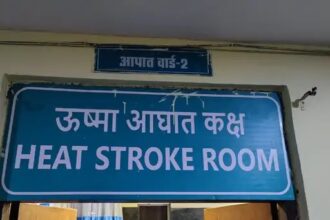 आपात वार्ड-2
ऊष्मा आघात कक्ष
HEAT STROKE ROOM